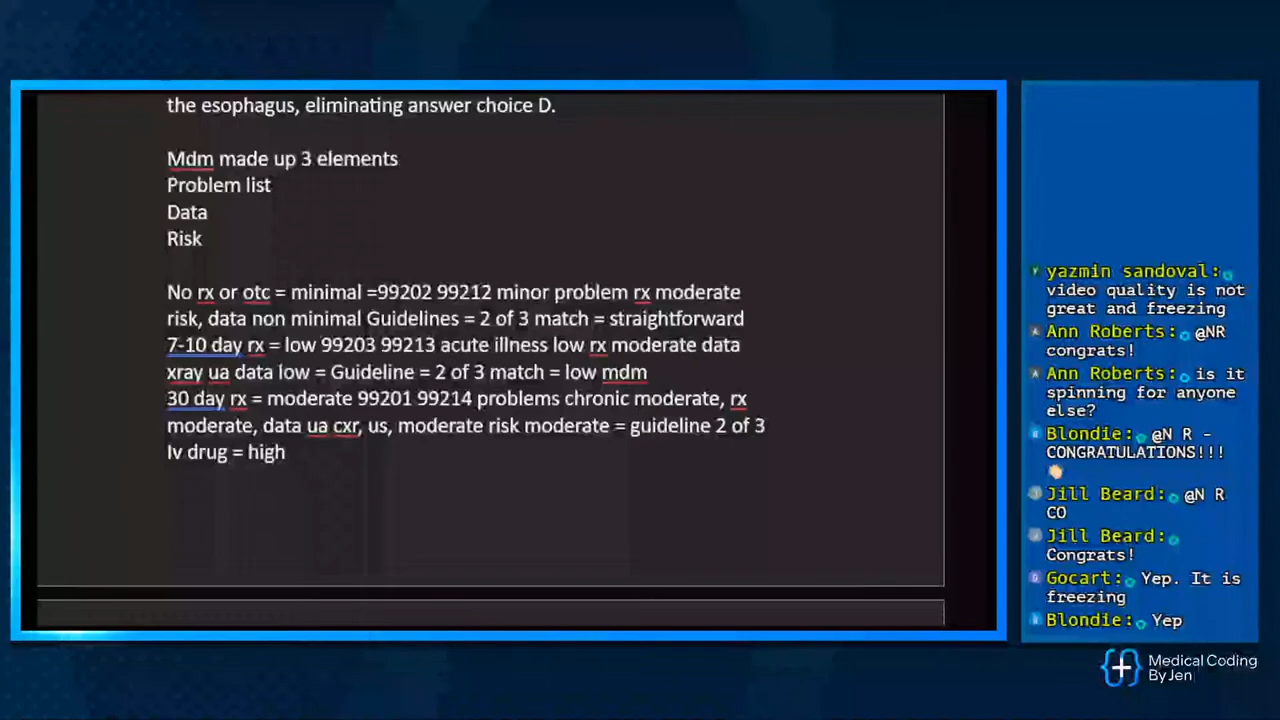 the esophagus, eliminating answer choice D.
Mdm made up 3 elements
Problem list
Data
Risk
No rx or otc = minimal =99202 99212 minor problem rx moderate
risk, data non minimal Guidelines = 2 of 3 match = straightforward
7-10 day rx = low 99203 99213 acute illness low rx moderate data
xray ua data low = Guideline = 2 of 3 match = low mdm
30 day rx = moderate 99201 99214 problems chronic moderate, rx
moderate, data ua cxr, us, moderate risk moderate = guideline 2 of 3
Iv drug = high
yazmin sandoval:
video quality is not
great and freezing
Ann Roberts: @NR
congrats!
Ann Roberts: is it
spinning for anyone
else?
Blondie: @N R -
CONGRATULATIONS!!!
Jill Beard: @N R
CO
Jill Beard:
Congrats!
Gocart: Yep. It is
freezing
Blondie: Yep
Medical Coding
By Jen